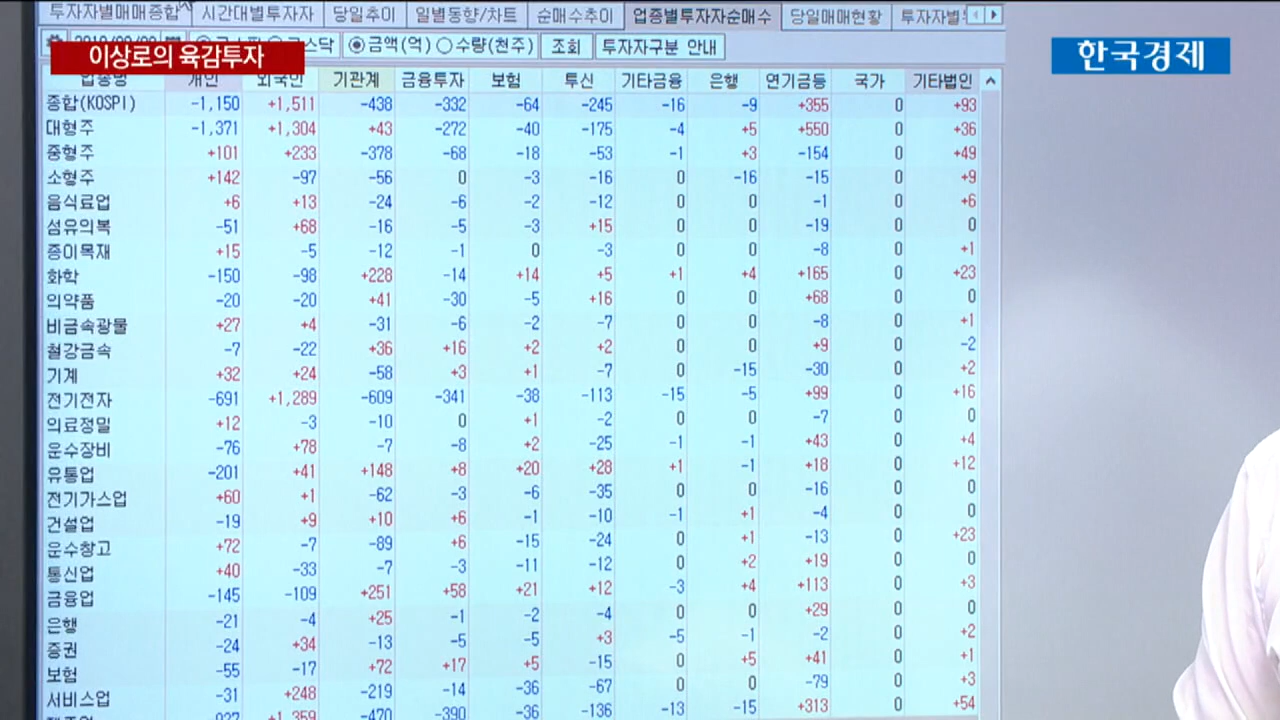 투자자별매매종합 시간대별투자자 당일추이 일별동향/차트 순매수추이 업종별투자자순매수 당일매매현황 투자자별
이상로의 육감투자
금액(억) 수량(천주) 조회 투자자구분 안내
한국경제
업종명 개인 외국인 기관계 금융투자 보험 투신 기타금융 은행 연기금등 국가 기타법인
종합(KOSPI) -1,150 +1,511 -438 -332 -64 -245 -16 -9 +355 0 +93
대형주 -1,371 +1,304 +43 -272 -40 -175 -4 +5 +550 0 +36
중형주 +101 +233 -378 -68 -18 -53 -1 +3 -154 0 +49
소형주 +142 -97 -56 0 -3 -16 0 -16 -15 0 +9
음식료업 +6 +13 -24 -6 -2 -12 0 0 -1 0 +6
섬유의복 -51 +68 -16 -5 -3 +15 0 0 -19 0 0
종이목재 +15 -5 -12 -1 0 -3 0 0 -8 0 +1
화학 -150 -98 +228 -14 +14 +5 +1 +4 +165 0 +23
의약품 -20 -20 +41 -30 -5 +16 0 0 +68 0 0
비금속광물 +27 +4 -31 -6 -2 -7 0 0 -8 0 +1
철강금속 -7 -22 +36 +16 +2 +2 0 0 +9 0 -2
기계 +32 +24 -58 +3 +1 -7 0 -15 -30 0 +2
전기전자 -691 +1,289 -609 -341 -38 -113 -15 -5 +99 0 +16
의료정밀 +12 -3 -10 0 +1 -2 0 0 -7 0 0
운수장비 -76 +78 -7 -8 +2 -25 -1 -1 +43 0 +4
유통업 -201 +41 +148 +8 +20 +28 +1 -1 +18 0 +12
전기가스업 +60 +1 -62 -3 -6 -35 0 0 -16 0 0
건설업 -19 +9 +10 +6 -1 -10 -1 +1 -4 0 0
운수창고 +72 -7 -89 +6 -15 -24 0 +1 -13 0 +23
통신업 +40 -33 -7 -3 -11 -12 0 +2 +19 0 0
금융업 -145 -109 +251 +58 +21 +12 -3 +4 +113 0 +3
은행 -21 -4 +25 -1 -2 -4 0 0 +29 0 0
증권 -24 +34 -13 -5 -5 +3 -5 -1 -2 0 +2
보험 -55 -17 +72 +17 +5 -15 0 +5 +41 0 +1
서비스업 -31 +248 -219 -14 -36 -67 0 0 -79 0 +3
+1,359 -470 -390 -36 -136 -13 -15 +313 0 +54